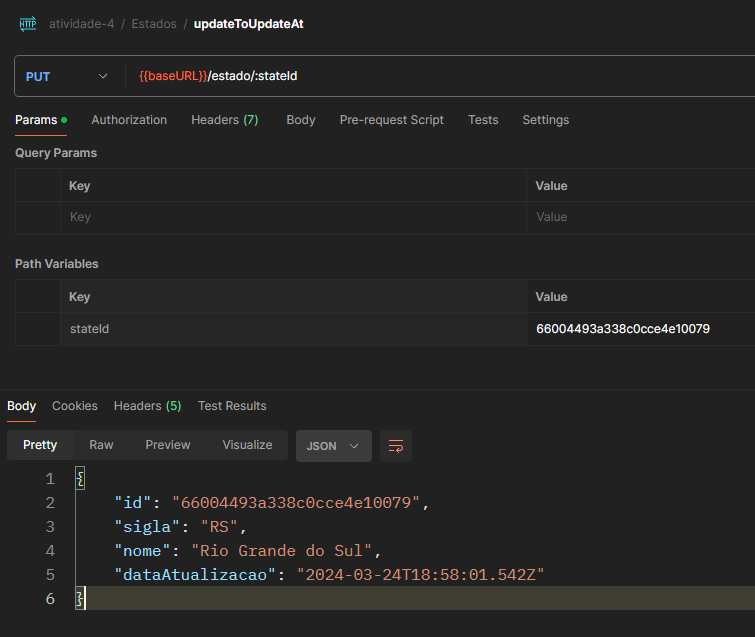 HTTP atividade-4 / Estados / updateToUpdateAt
PUT {{baseURL}}/estado/:stateId
Params Authorization Headers (7) Body Pre-request Script Tests Settings
Query Params
Key Value
Key Value
Path Variables
Key Value
stateId 66004493a338c0cce4e10079
Body Cookies Headers (5) Test Results
Pretty Raw Preview Visualize JSON
1 {
2 "id": "66004493a338c0cce4e10079",
3 "sigla": "RS",
4 "nome": "Rio Grande do Sul",
5 "dataAtualizacao": "2024-03-24T18:58:01.542Z"
6 }